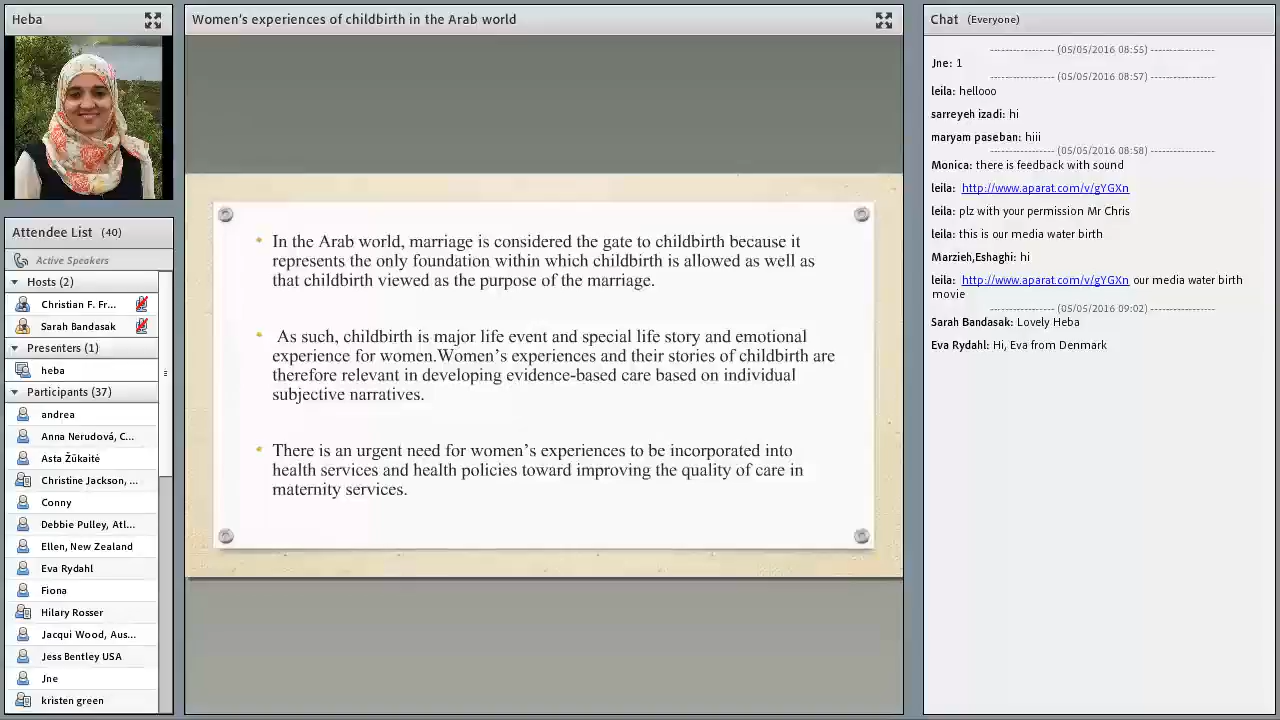 Heba
Attendee List (40)
Active Speakers
Hosts (2)
Christian F. Fr...
Sarah Bandasak
Presenters (1)
heba
Participants (37)
andrea
Anna Nerudová, C...
Asta Žūkaitė
Christine Jackson, ...
Conny
Debbie Pulley, Atl...
Ellen, New Zealand
Eva Rydahl
Fiona
Hilary Rosser
Jacqui Wood, Aus...
Jess Bentley USA
Jne
kristen green
Women's experiences of childbirth in the Arab world
• In the Arab world, marriage is considered the gate to childbirth because it
represents the only foundation within which childbirth is allowed as well as
that childbirth viewed as the purpose of the marriage.
• As such, childbirth is major life event and special life story and emotional
experience for women.Women’s experiences and their stories of childbirth are
therefore relevant in developing evidence-based care based on individual
subjective narratives.
• There is an urgent need for women’s experiences to be incorporated into
health services and health policies toward improving the quality of care in
maternity services.
Chat (Everyone)
------------------ (05/05/2016 08:55) ------------------
Jne: 1
------------------ (05/05/2016 08:57) ------------------
leila: hellooo
sarreyeh izadi: hi
maryam paseban: hiii
------------------ (05/05/2016 08:58) ------------------
Monica: there is feedback with sound
leila: http://www.aparat.com/v/gYGXn
leila: plz with your permission Mr Chris
leila: this is our media water birth
Marzieh,Eshaghi: hi
leila: http://www.aparat.com/v/gYGXn our media water birth
movie
------------------ (05/05/2016 09:02) ------------------
Sarah Bandasak: Lovely Heba
Eva Rydahl: Hi, Eva from Denmark